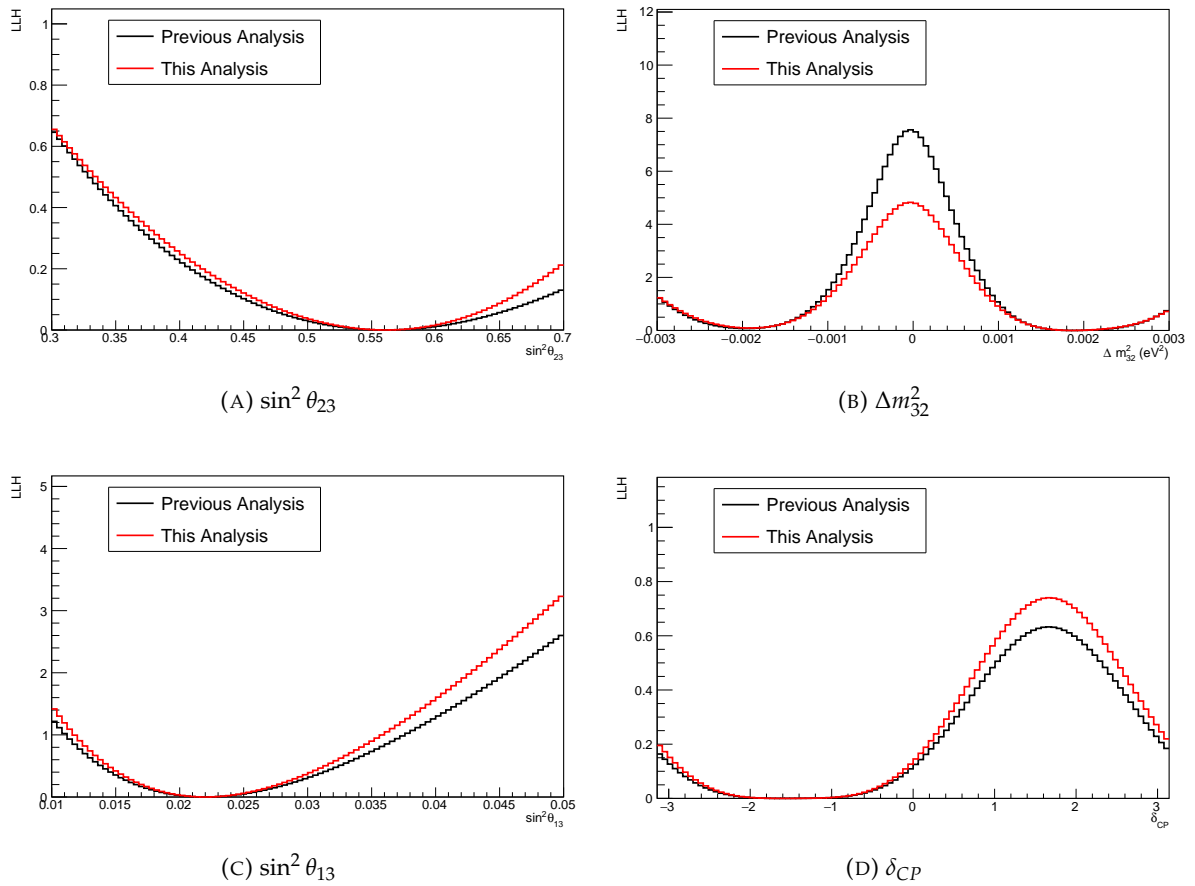 LLH
Previous Analysis
This Analysis
1
0.8
0.6
0.4
0.2
0
0.3 0.35 0.4 0.45 0.5 0.55 0.6 0.65 0.7
sin²θ₂₃
(A) sin² θ₂₃
LLH
Previous Analysis
This Analysis
12
10
8
6
4
2
0
−0.003 −0.002 −0.001 0 0.001 0.002 0.003
Δ m²₃₂ (eV²)
(B) Δm²₃₂
LLH
Previous Analysis
This Analysis
5
4
3
2
1
0
0.01 0.015 0.02 0.025 0.03 0.035 0.04 0.045 0.05
sin²θ₁₃
(C) sin² θ₁₃
LLH
Previous Analysis
This Analysis
1
0.8
0.6
0.4
0.2
0
−3 −2 −1 0 1 2 3
δ_CP
(D) δ_CP